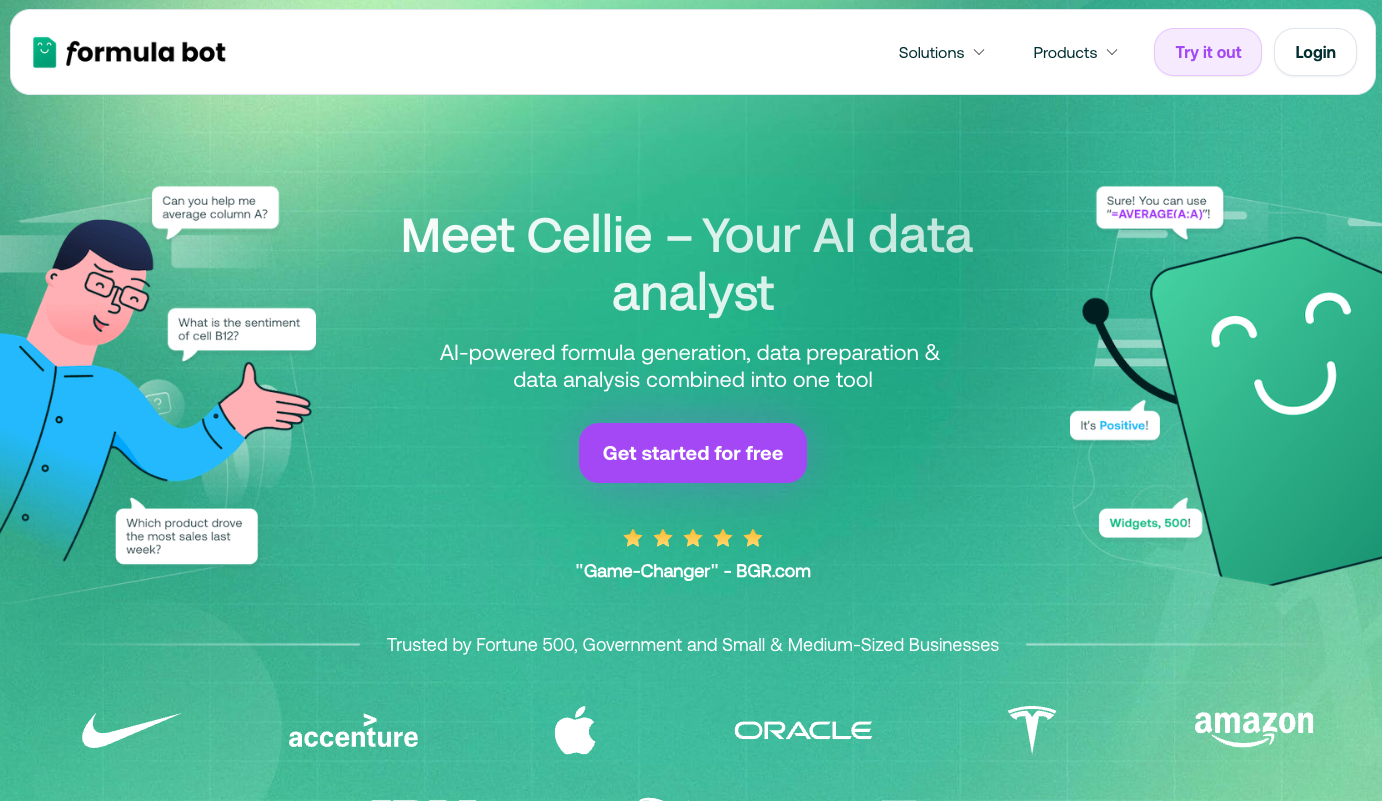 formula bot
Solutions
Products
Try it out
Login
Can you help me
average column A?
What is the sentiment
of cell B12?
?
Which product drove
the most sales last
week?
Meet Cellie – Your AI data
analyst
AI-powered formula generation, data preparation &
data analysis combined into one tool
Get started for free
"Game-Changer" - BGR.com
Sure! You can use
“=AVERAGE(A:A)”!
It's Positive!
Widgets, 500!
Trusted by Fortune 500, Government and Small & Medium-Sized Businesses
accenture
ORACLE
amazon